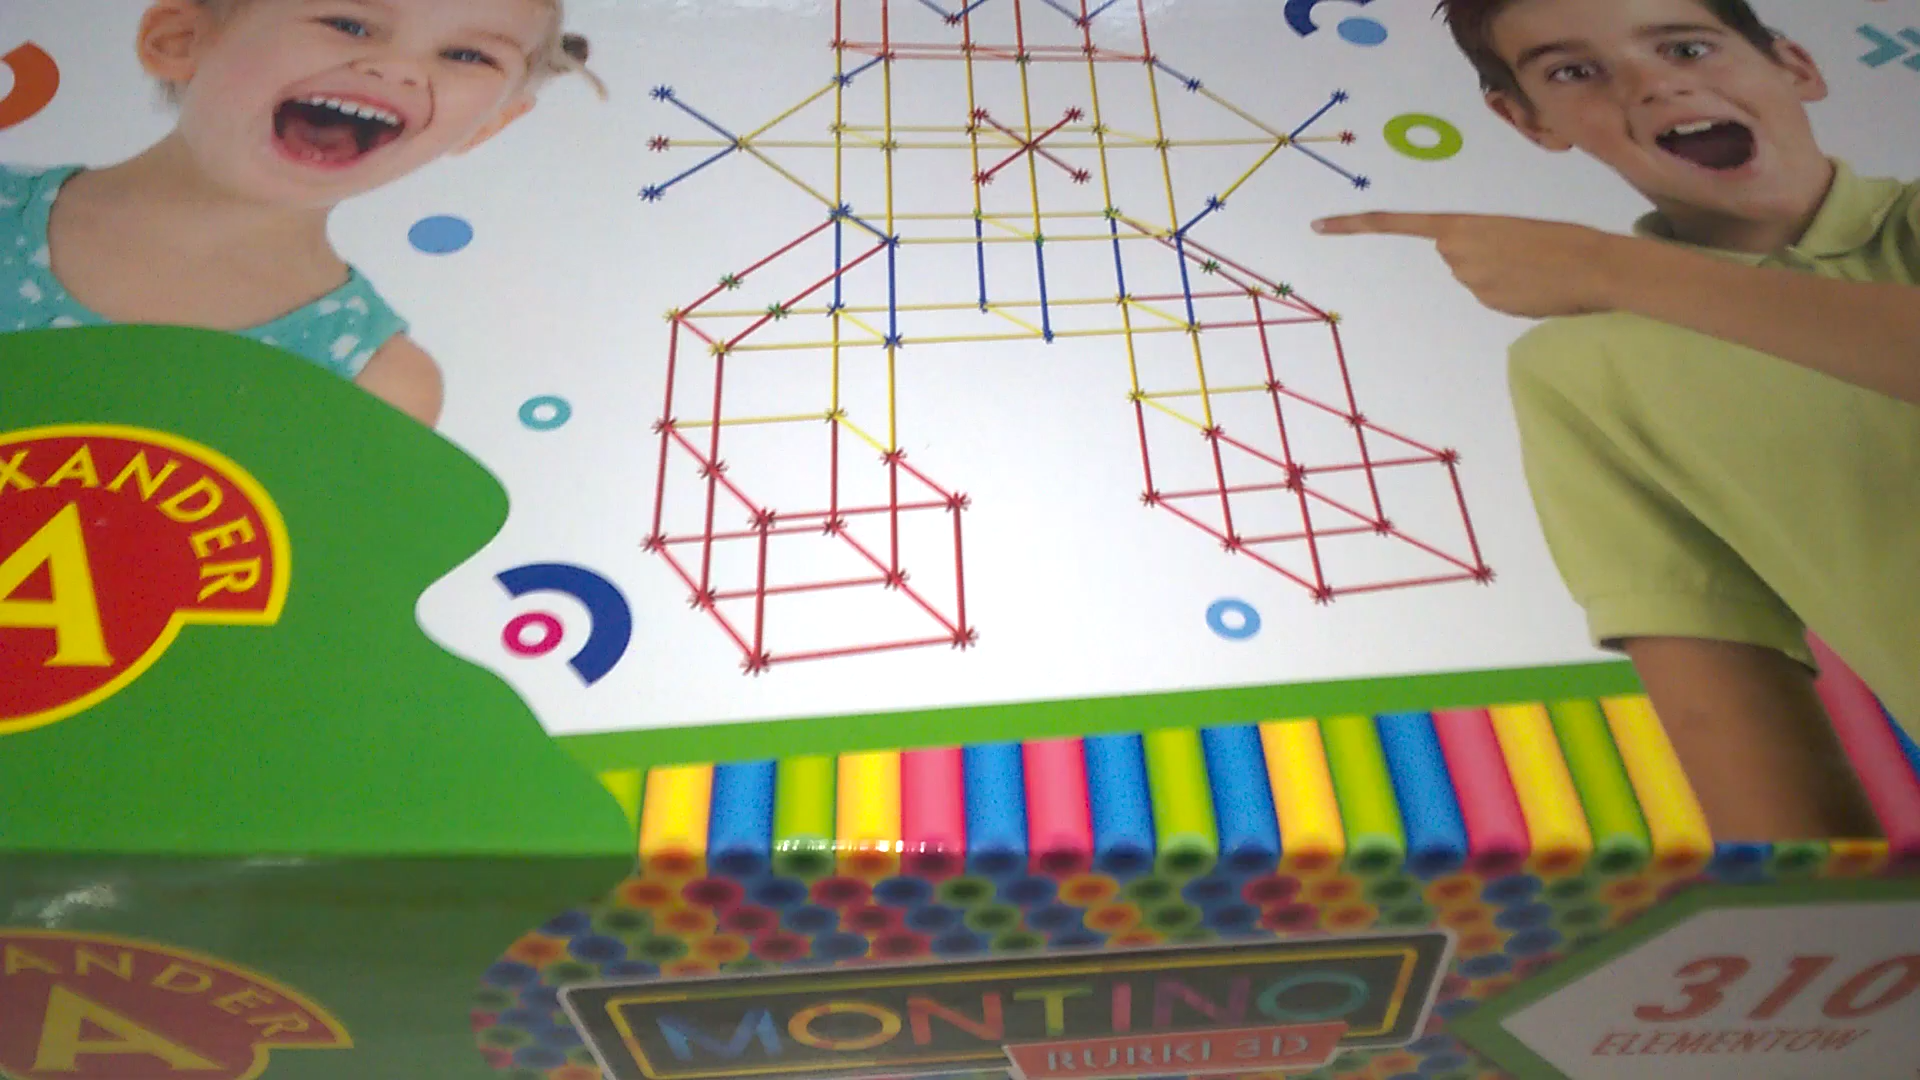 XANDER
A
ANDER
A
MONTINO
RURKI 3D
310
ELEMENTÓW